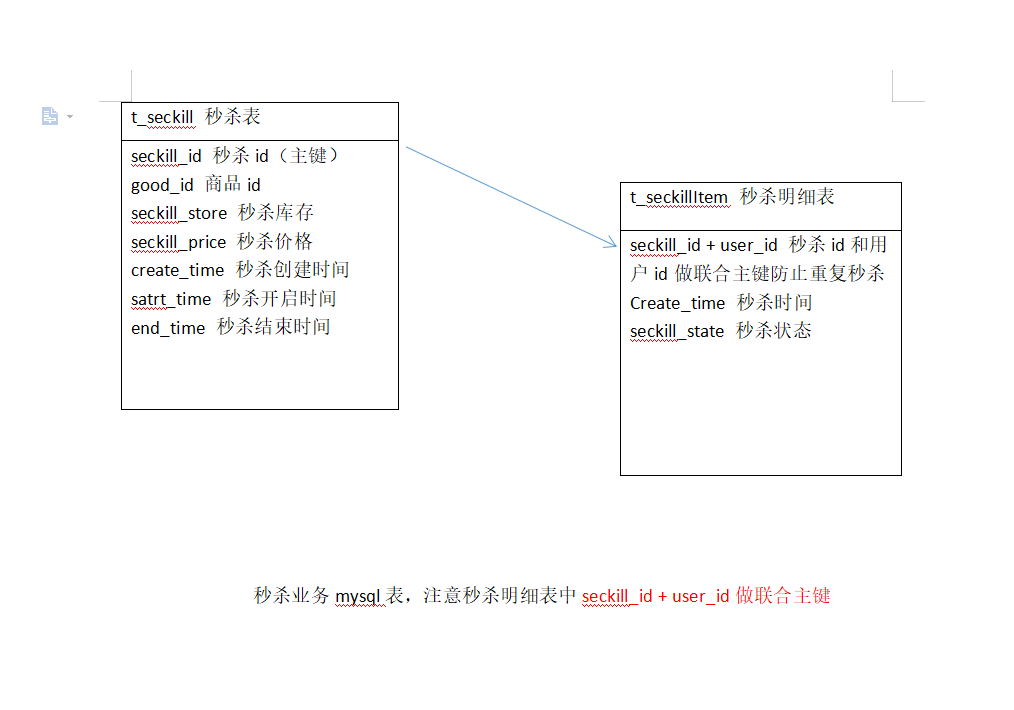 t_seckill 秒杀表
seckill_id 秒杀 id（主键）
good_id 商品 id
seckill_store 秒杀库存
seckill_price 秒杀价格
create_time 秒杀创建时间
satrt_time 秒杀开启时间
end_time 秒杀结束时间
t_seckillItem 秒杀明细表
seckill_id + user_id 秒杀 id 和用
户 id 做联合主键防止重复秒杀
Create_time 秒杀时间
seckill_state 秒杀状态
秒杀业务 mysql 表，注意秒杀明细表中 seckill_id + user_id 做联合主键